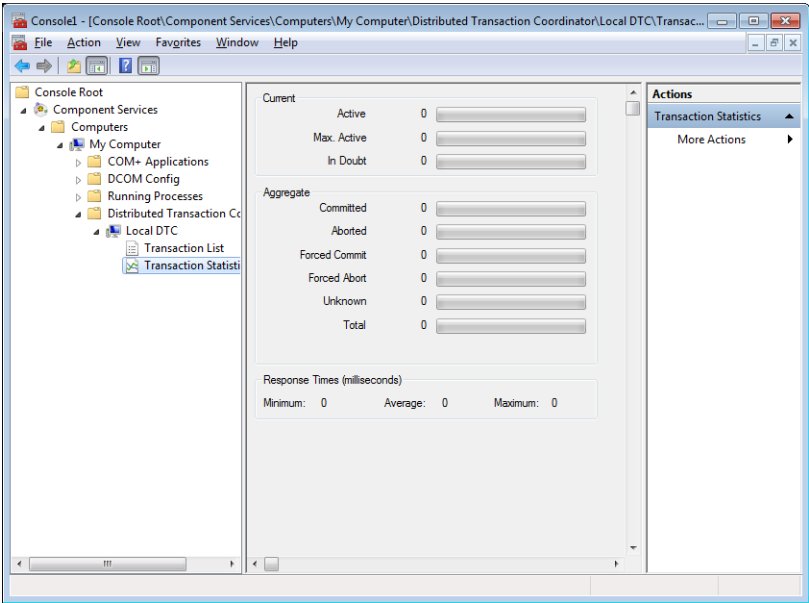 Console1 - [Console Root\Component Services\Computers\My Computer\Distributed Transaction Coordinator\Local DTC\Transac...
File Action View Favorites Window Help
Console Root
Component Services
Computers
My Computer
COM+ Applications
DCOM Config
Running Processes
Distributed Transaction Co
Local DTC
Transaction List
Transaction Statisti
Current
Active 0
Max. Active 0
In Doubt 0
Aggregate
Committed 0
Aborted 0
Forced Commit 0
Forced Abort 0
Unknown 0
Total 0
Response Times (milliseconds)
Minimum: 0 Average: 0 Maximum: 0
Actions
Transaction Statistics
More Actions